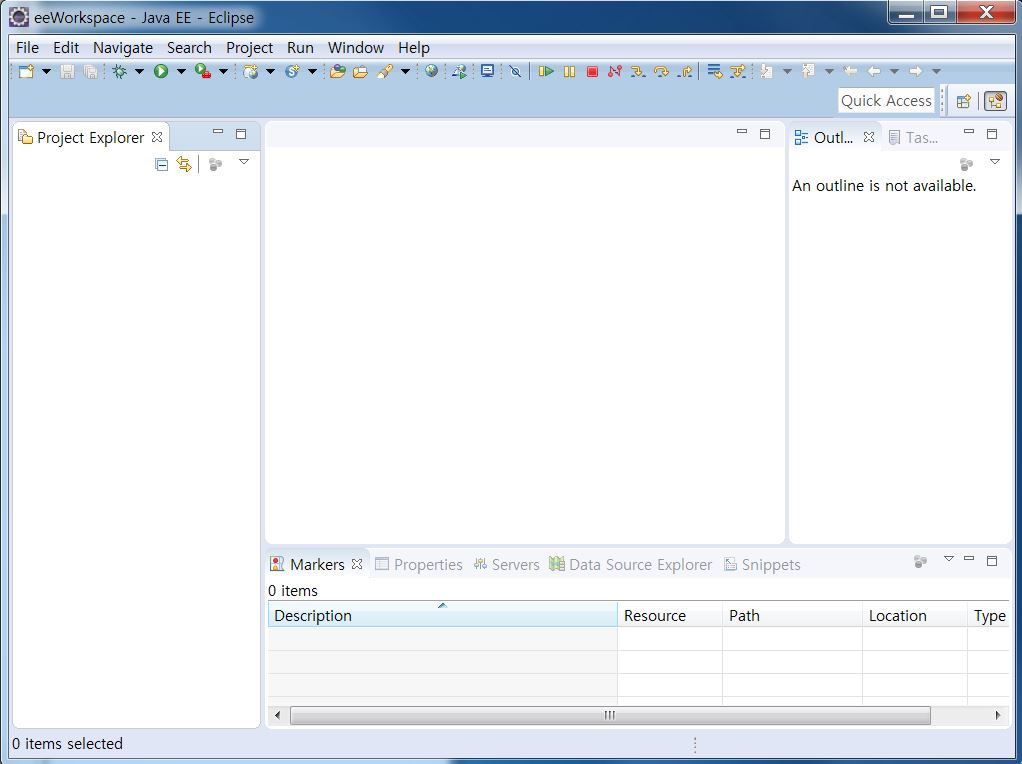 eeWorkspace - Java EE - Eclipse
File Edit Navigate Search Project Run Window Help
Quick Access
Project Explorer
Outl... Tas...
An outline is not available.
Markers Properties Servers Data Source Explorer Snippets
0 items
Description Resource Path Location Type
0 items selected